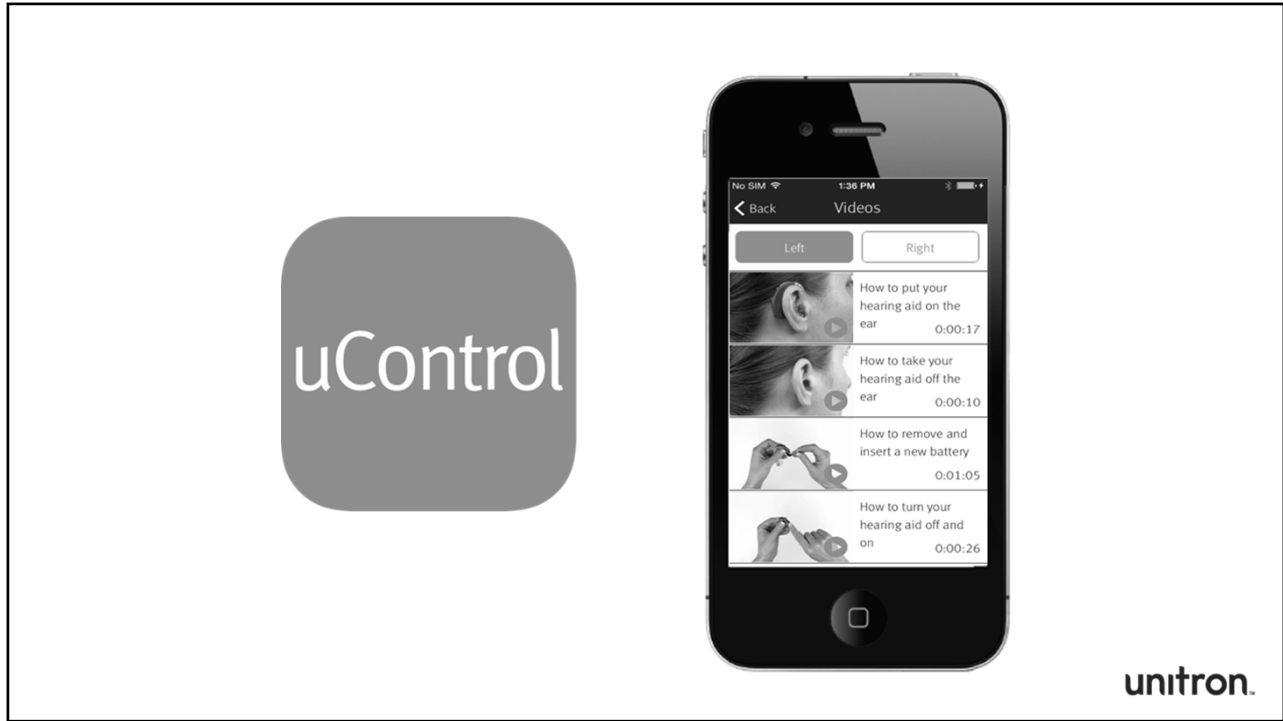 uControl
No SIM 1:36 PM
Back Videos
Left Right
How to put your
hearing aid on the
ear 0:00:17
How to take your
hearing aid off the
ear 0:00:10
How to remove and
insert a new battery
0:01:05
How to turn your
hearing aid off and
on 0:00:26
unitron™